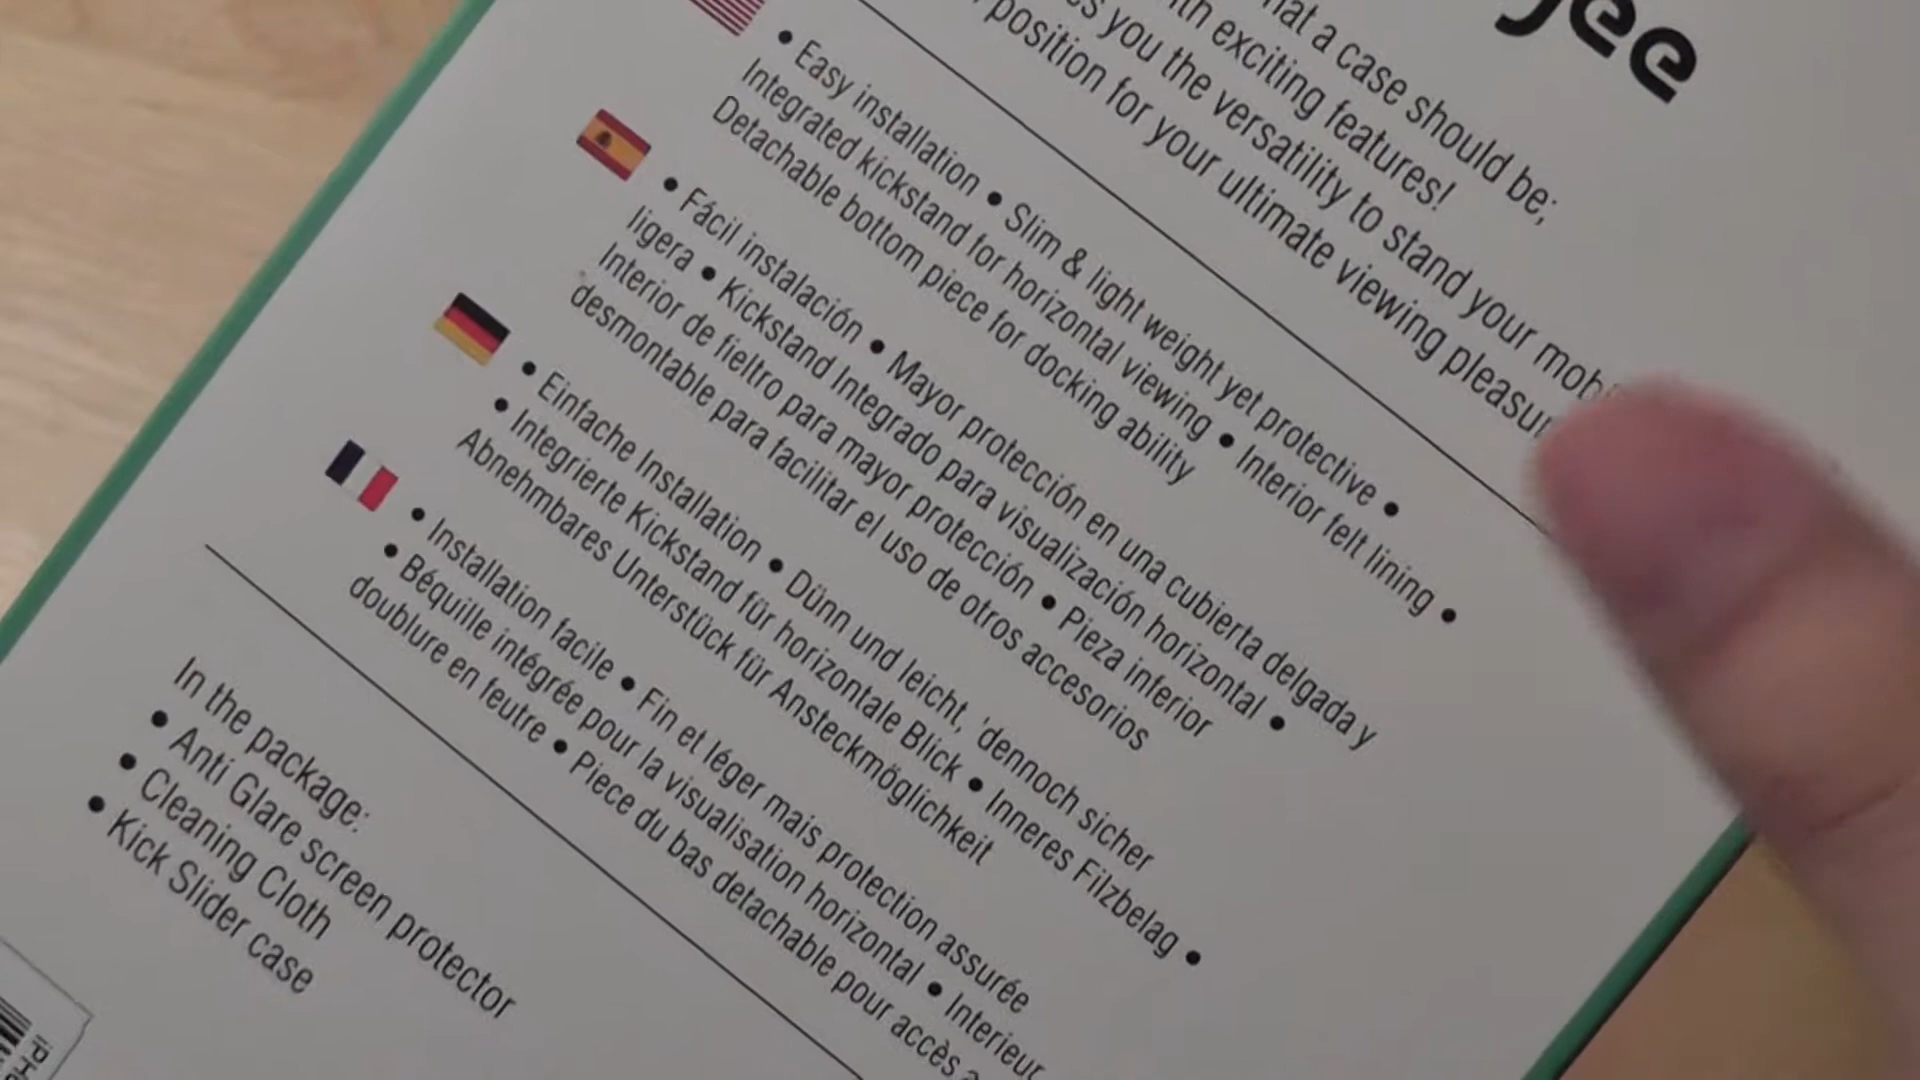 jee
hat a case should be;
th exciting features!
es you the versatility to stand your mobi
position for your ultimate viewing pleasur
• Easy installation • Slim & light weight yet protective •
Integrated kickstand for horizontal viewing • Interior felt lining •
Detachable bottom piece for docking ability
• Fácil instalación • Mayor protección en una cubierta delgada y
ligera • Kickstand Integrado para visualización horizontal •
Interior de fieltro para mayor protección • Pieza inferior
desmontable para facilitar el uso de otros accesorios
• Einfache Installation • Dünn und leicht, 'dennoch sicher
• Integrierte Kickstand für horizontale Blick • Inneres Filzbelag •
Abnehmbares Unterstück für Ansteckmöglichkeit
• Installation facile • Fin et léger mais protection assurée
• Béquille intégrée pour la visualisation horizontal • Interieur
doublure en feutre • Piece du bas detachable pour accès
In the package:
• Anti Glare screen protector
• Cleaning Cloth
• Kick Slider case